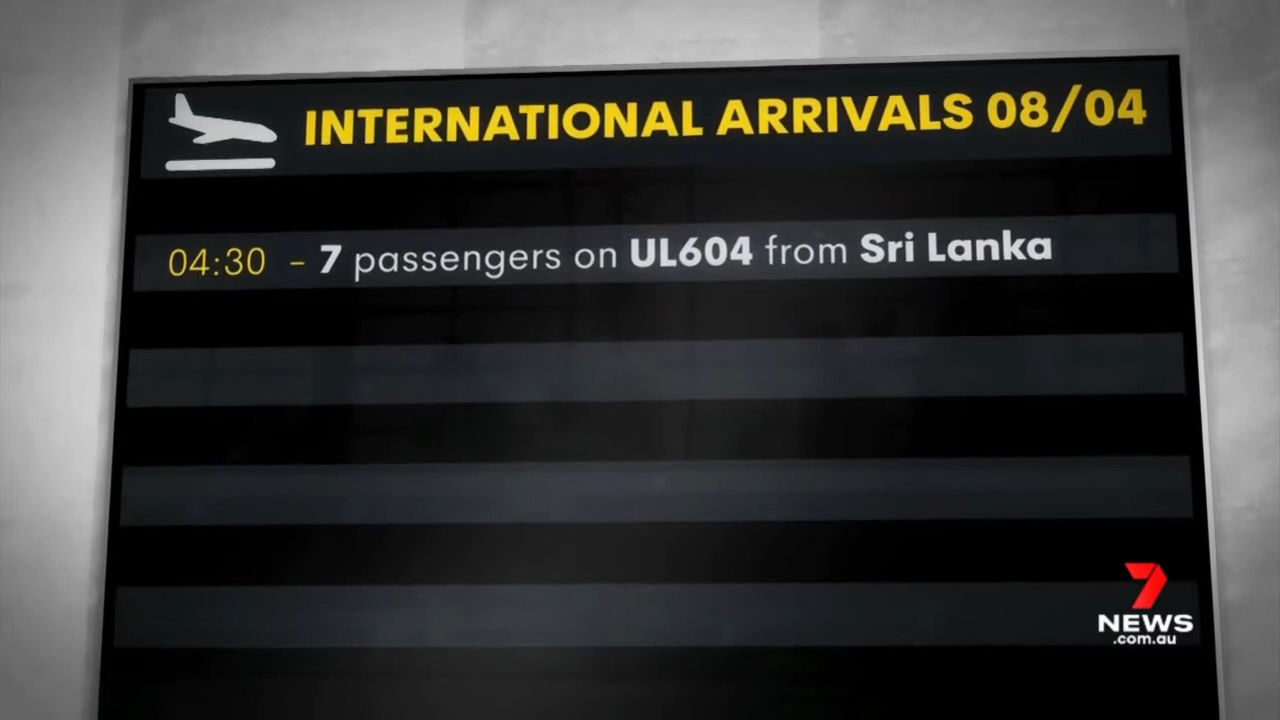 INTERNATIONAL ARRIVALS 08/04
04:30 – 7 passengers on UL604 from Sri Lanka
7
NEWS
.com.au